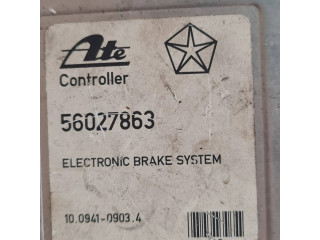 Ate
Controller
56027863
ELECTRONIC BRAKE SYSTEM
10.0941-0903.4